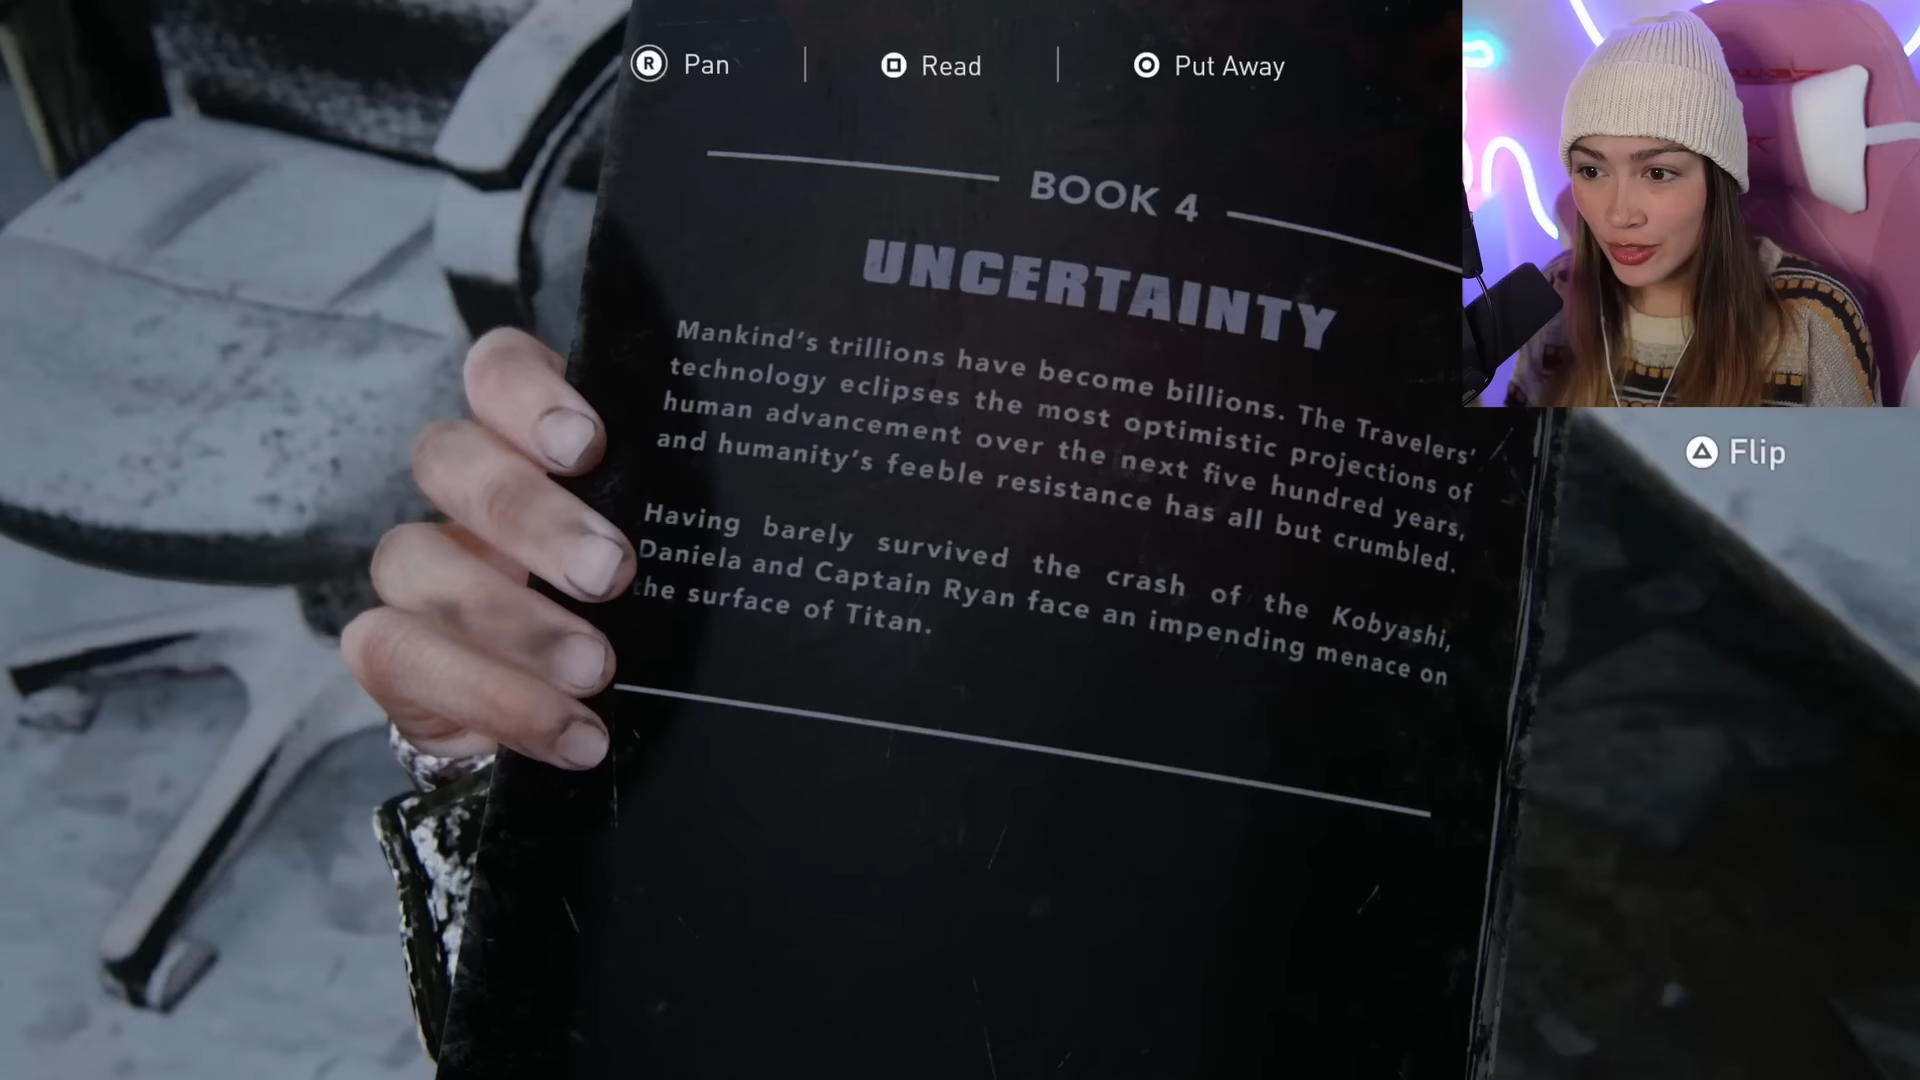 R Pan | Read | Put Away
BOOK 4
UNCERTAINTY
Mankind's trillions have become billions. The Travelers'
technology eclipses the most optimistic projections of
human advancement over the next five hundred years,
and humanity's feeble resistance has all but crumbled.
Having barely survived the crash of the Kobyashi,
Daniela and Captain Ryan face an impending menace on
the surface of Titan.
Flip